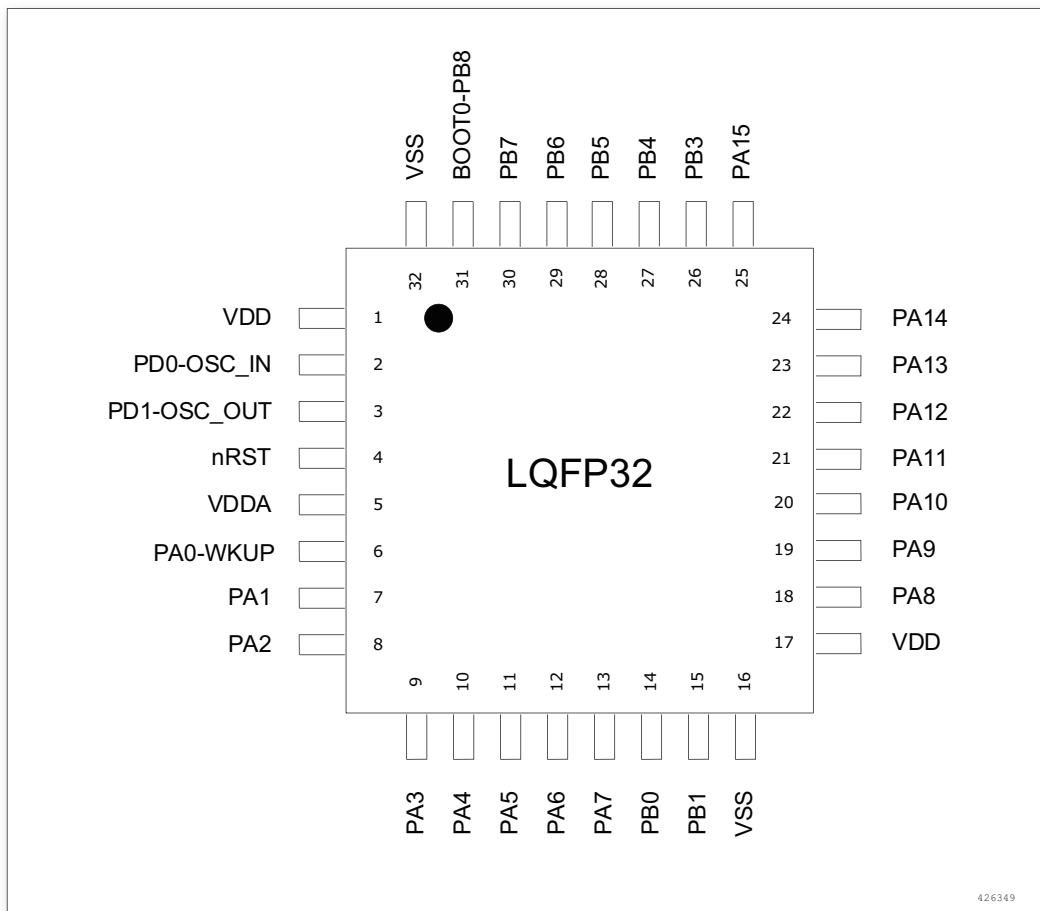 VSS
BOOT0-PB8
PB7
PB6
PB5
PB4
PB3
PA15
32
31
30
29
28
27
26
25
VDD 1
PD0-OSC_IN 2
PD1-OSC_OUT 3
nRST 4
VDDA 5
PA0-WKUP 6
PA1 7
PA2 8
LQFP32
24 PA14
23 PA13
22 PA12
21 PA11
20 PA10
19 PA9
18 PA8
17 VDD
9
10
11
12
13
14
15
16
PA3
PA4
PA5
PA6
PA7
PB0
PB1
VSS
426349